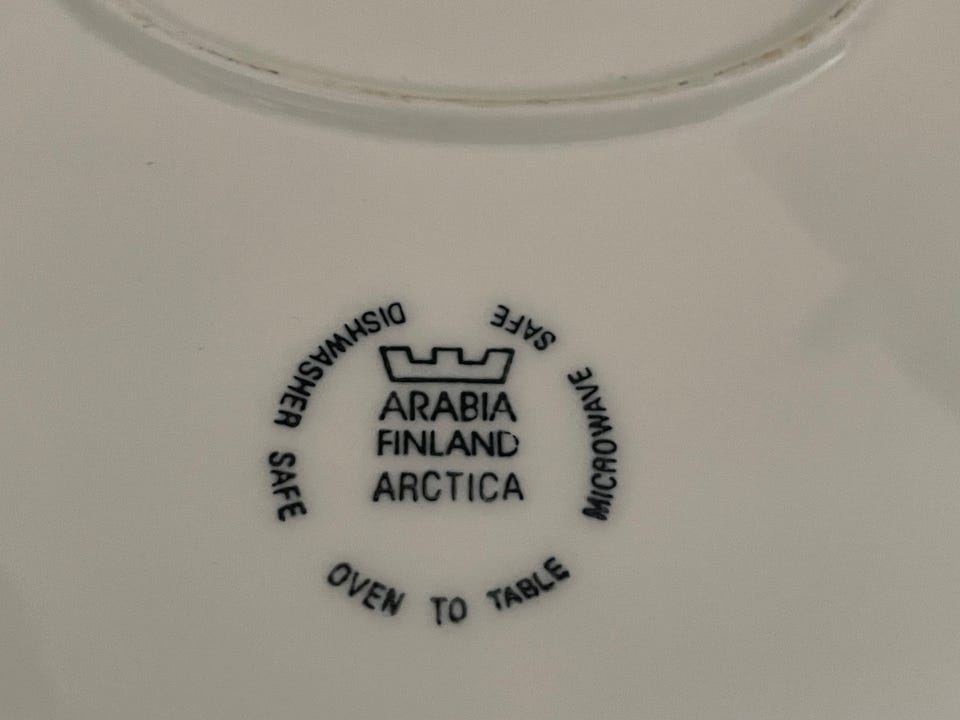 ARABIA
FINLAND
ARCTICA
DISHWASHER SAFE
OVEN TO TABLE
MICROWAVE SAFE